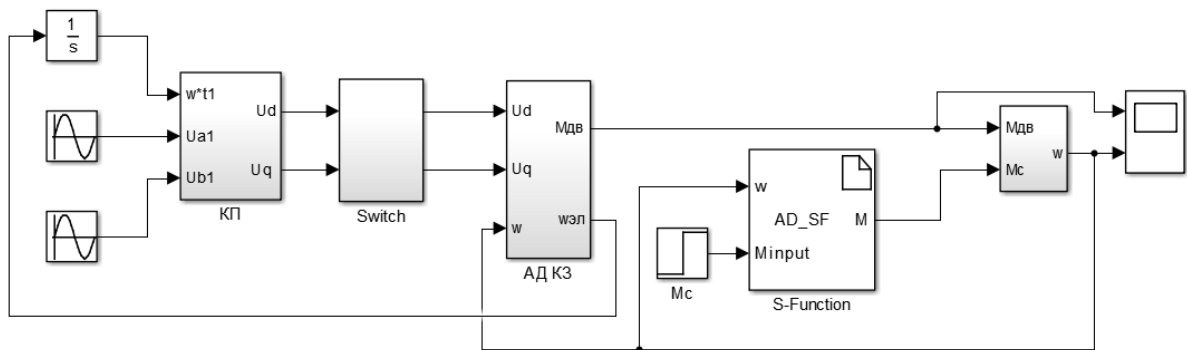 1
s
w*t1
Ua1
Ub1
Ud
Uq
КП
Switch
Ud
Uq
w
Мдв
wэл
АД КЗ
Mc
w
Minput
AD_SF
M
S-Function
Мдв
Мс
w